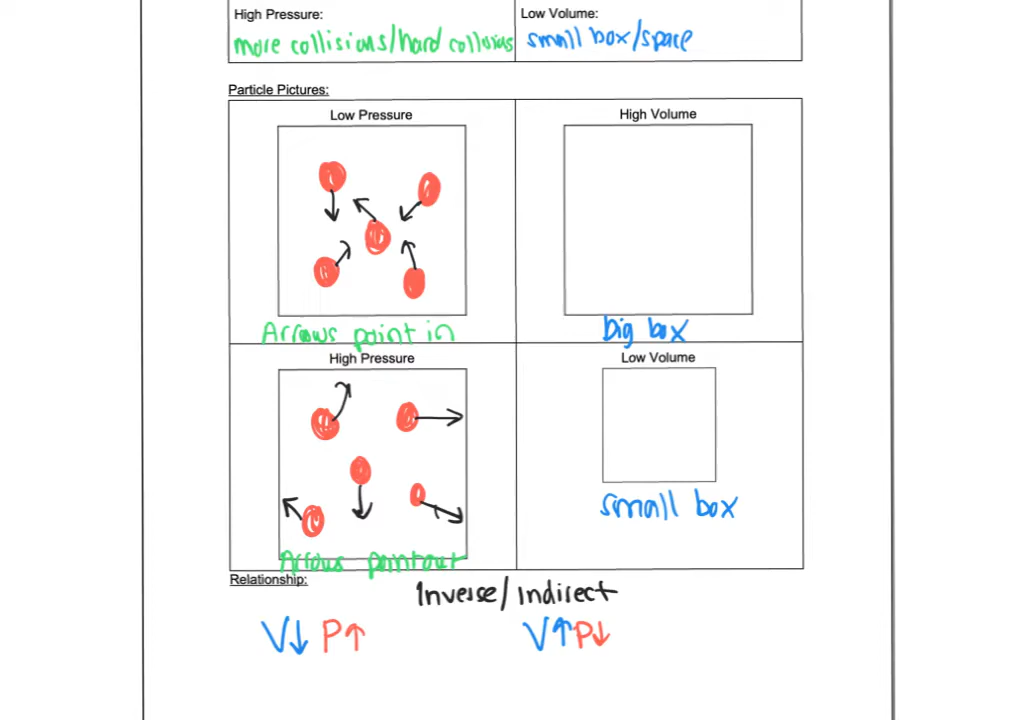 High Pressure:
more collisions/hard collosions
Low Volume:
small box/space
Particle Pictures:
Low Pressure
High Volume
Arrows point in
big box
High Pressure
Low Volume
small box
Arrows point out
Relationship:
Inverse/Indirect
V↓ P↑
V↑ P↓